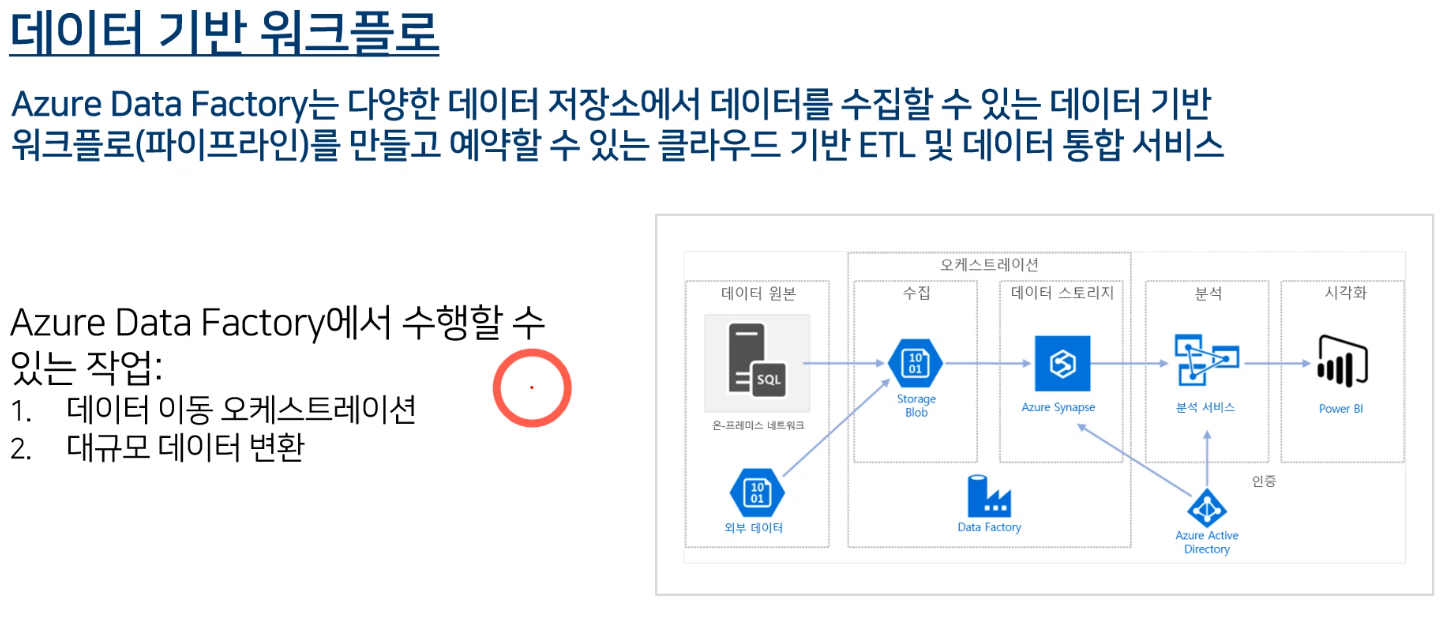 데이터 기반 워크플로
Azure Data Factory는 다양한 데이터 저장소에서 데이터를 수집할 수 있는 데이터 기반
워크플로(파이프라인)를 만들고 예약할 수 있는 클라우드 기반 ETL 및 데이터 통합 서비스
Azure Data Factory에서 수행할 수
있는 작업:
1. 데이터 이동 오케스트레이션
2. 대규모 데이터 변환
오케스트레이션
데이터 원본
수집
데이터 스토리지
분석
시각화
SQL
온-프레미스 네트워크
10
01
Storage
Blob
Azure Synapse
분석 서비스
Power BI
10
01
외부 데이터
Data Factory
인증
Azure Active
Directory